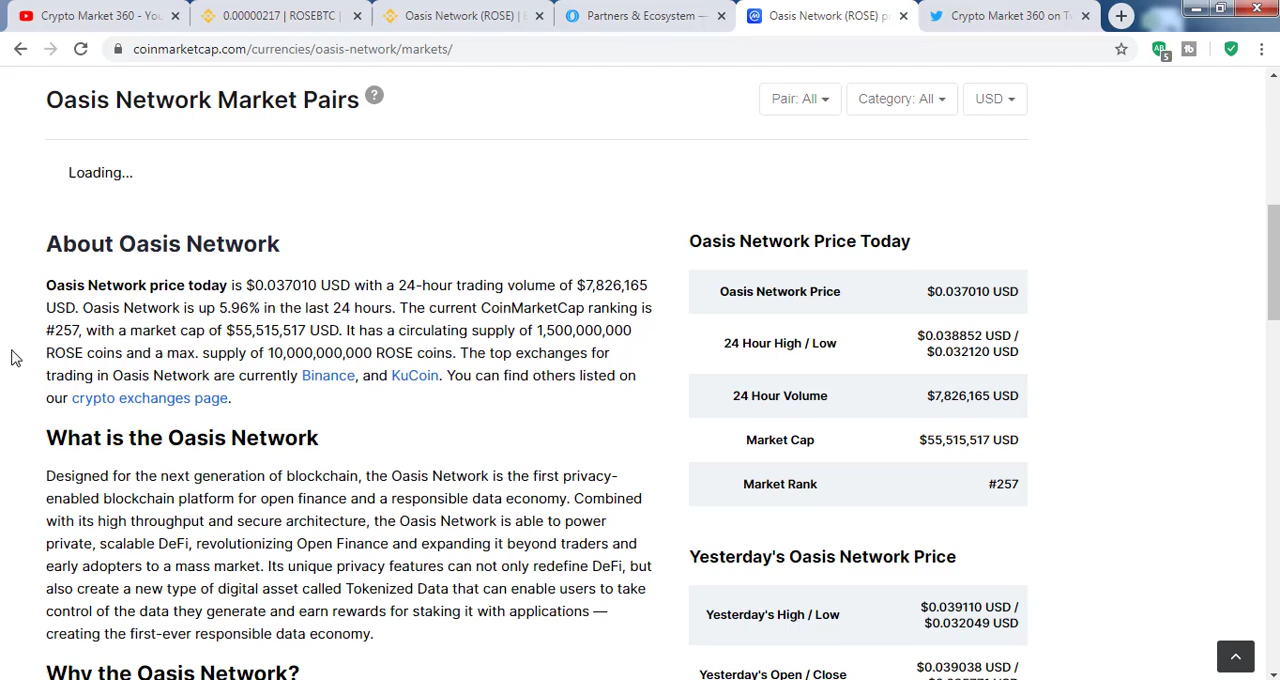 Crypto Market 360 - You
0.00000217 | ROSEBTC |
Oasis Network (ROSE) | E
Partners & Ecosystem —
Oasis Network (ROSE) pr
Crypto Market 360 on Tw
coinmarketcap.com/currencies/oasis-network/markets/
Oasis Network Market Pairs ?
Pair: All
Category: All
USD
Loading...
About Oasis Network
Oasis Network price today is $0.037010 USD with a 24-hour trading volume of $7,826,165
USD. Oasis Network is up 5.96% in the last 24 hours. The current CoinMarketCap ranking is
#257, with a market cap of $55,515,517 USD. It has a circulating supply of 1,500,000,000
ROSE coins and a max. supply of 10,000,000,000 ROSE coins. The top exchanges for
trading in Oasis Network are currently Binance, and KuCoin. You can find others listed on
our crypto exchanges page.
What is the Oasis Network
Designed for the next generation of blockchain, the Oasis Network is the first privacy-
enabled blockchain platform for open finance and a responsible data economy. Combined
with its high throughput and secure architecture, the Oasis Network is able to power
private, scalable DeFi, revolutionizing Open Finance and expanding it beyond traders and
early adopters to a mass market. Its unique privacy features can not only redefine DeFi, but
also create a new type of digital asset called Tokenized Data that can enable users to take
control of the data they generate and earn rewards for staking it with applications —
creating the first-ever responsible data economy.
Why the Oasis Network?
Oasis Network Price Today
Oasis Network Price $0.037010 USD
24 Hour High / Low $0.038852 USD /
$0.032120 USD
24 Hour Volume $7,826,165 USD
Market Cap $55,515,517 USD
Market Rank #257
Yesterday's Oasis Network Price
Yesterday's High / Low $0.039110 USD /
$0.032049 USD
Yesterday's Open / Close $0.039038 USD /